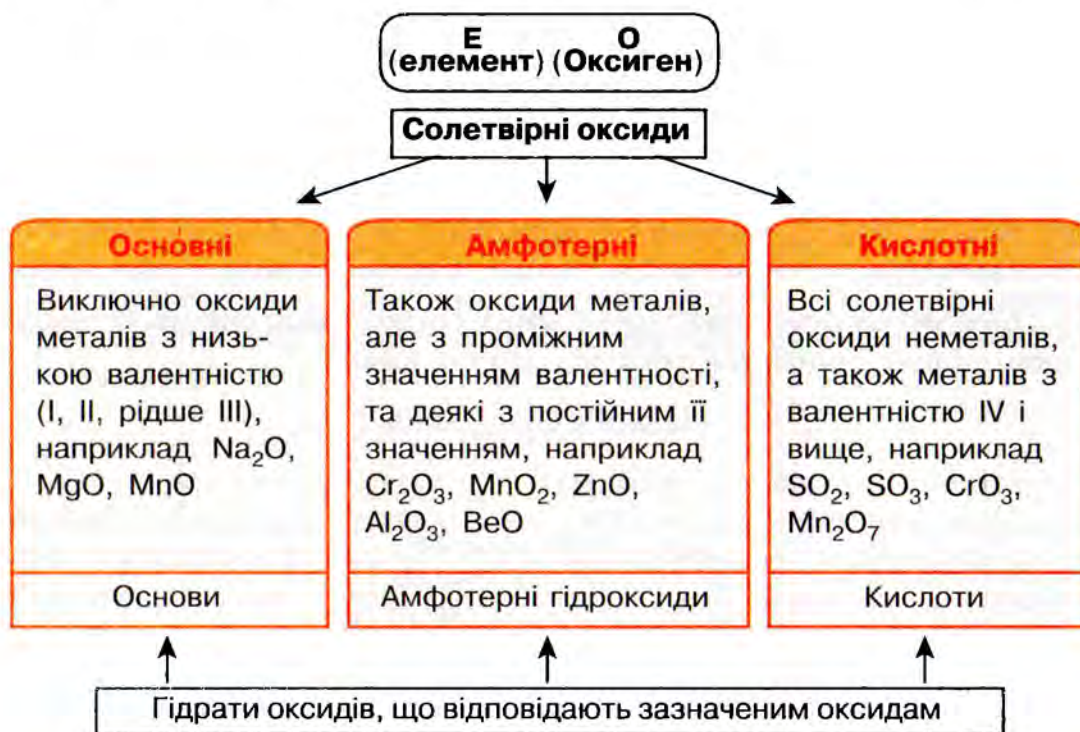 E O
(елемент) (Оксиген)
Солетвірні оксиди
Основні
Виключно оксиди
металів з низь-
кою валентністю
(I, II, рідше III),
наприклад Na₂O,
MgO, MnO
Основи
Амфотерні
Також оксиди металів,
але з проміжним
значенням валентності,
та деякі з постійним її
значенням, наприклад
Cr₂O₃, MnO₂, ZnO,
Al₂O₃, BeO
Амфотерні гідроксиди
Кислотні
Всі солетвірні
оксиди неметалів,
а також металів з
валентністю IV і
вище, наприклад
SO₂, SO₃, CrO₃,
Mn₂O₇
Кислоти
Гідрати оксидів, що відповідають зазначеним оксидам